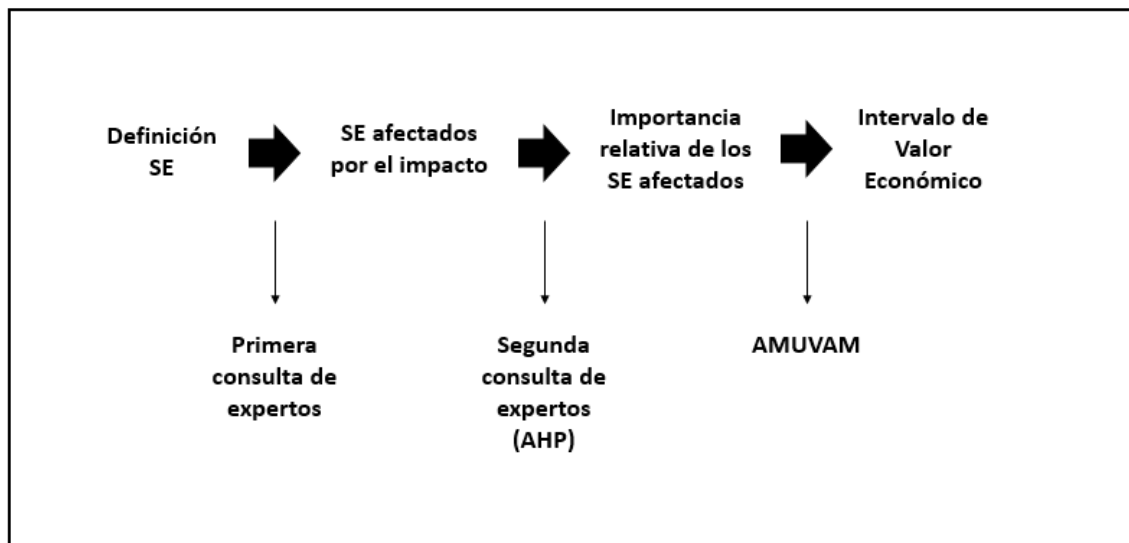 Definición
SE
SE afectados
por el impacto
Importancia
relativa de los
SE afectados
Intervalo de
Valor
Económico
Primera
consulta de
expertos
Segunda
consulta de
expertos
(AHP)
AMUVAM